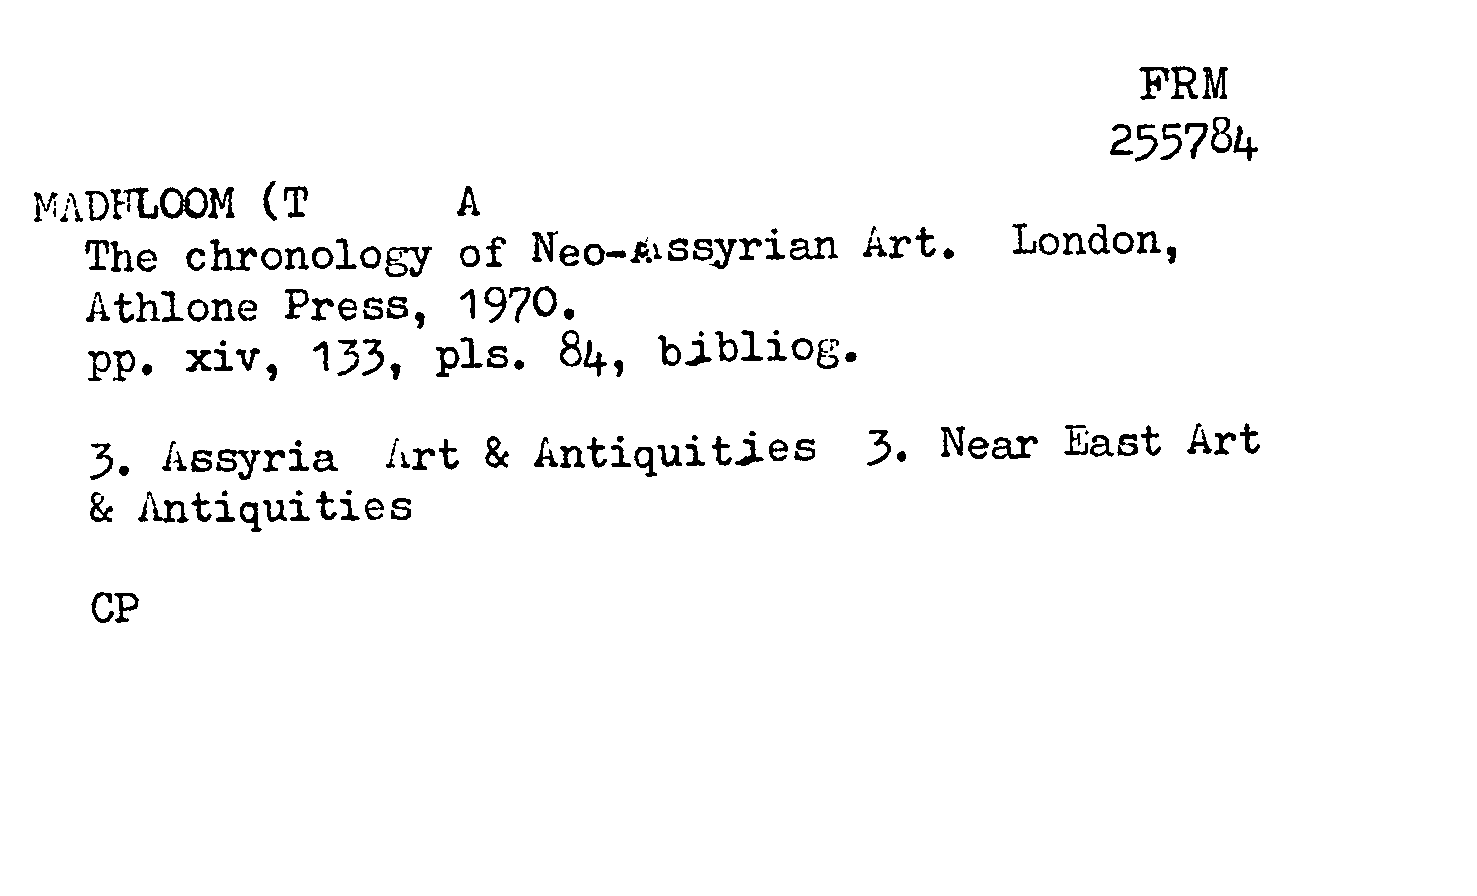 FRM
255784
MADHLOOM (T A
The chronology of Neo-Assyrian Art. London,
Athlone Press, 1970.
pp. xiv, 133, pls. 84, bibliog.
3. Assyria Art & Antiquities 3. Near East Art
& Antiquities
CP